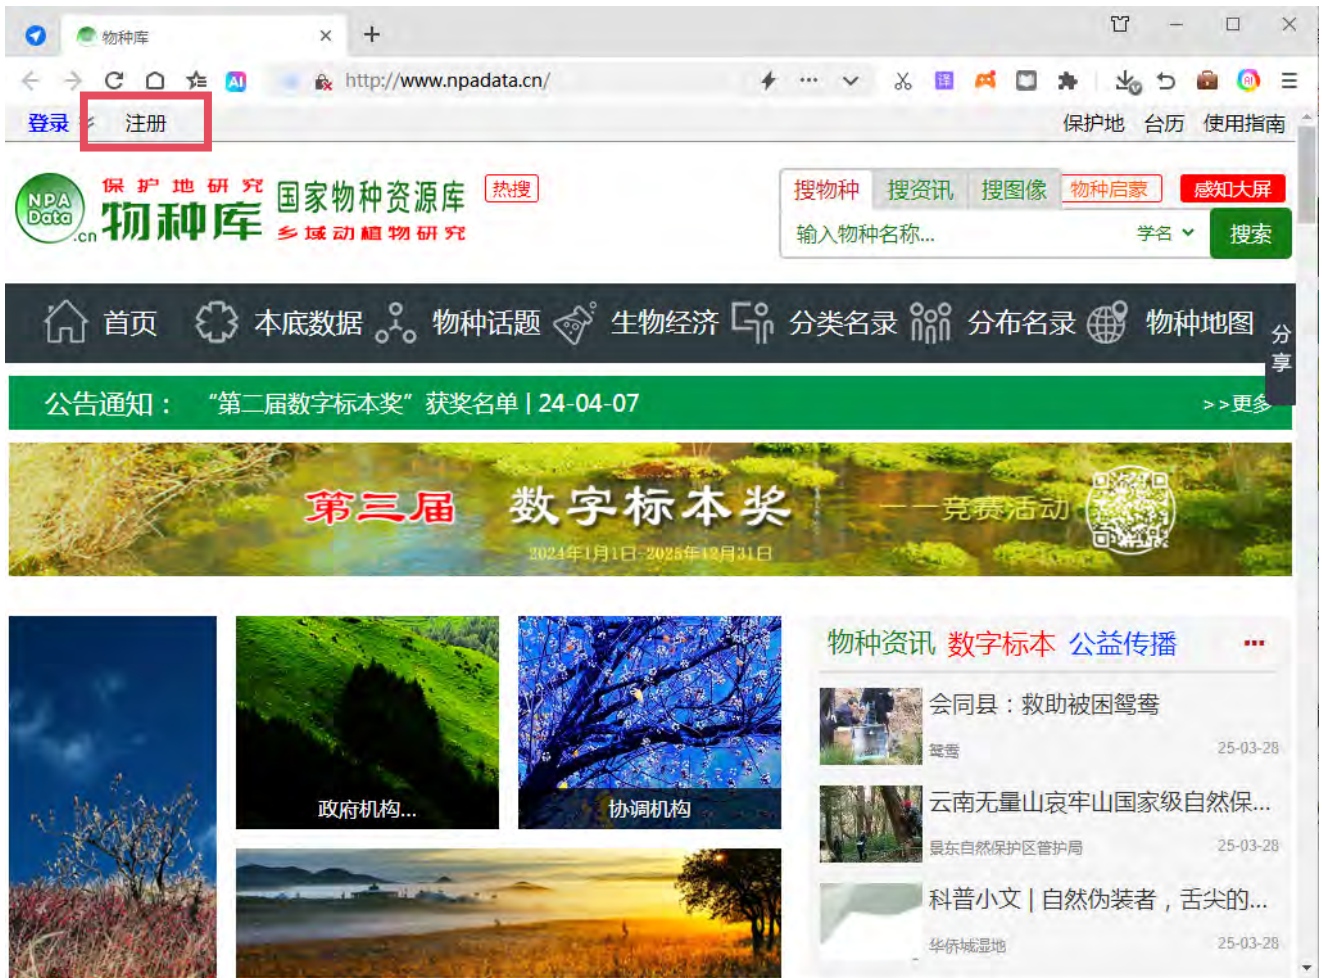 物种库
http://www.npadata.cn/
登录 注册 保护地 台历 使用指南
NPA Data .cn 保护地研究 物种库 国家物种资源库 乡域动植物研究 热搜
搜物种 搜资讯 搜图像 物种启蒙 感知大屏
输入物种名称... 学名 搜索
首页 本底数据 物种话题 生物经济 分类名录 分布名录 物种地图
分享
公告通知： “第二届数字标本奖”获奖名单 | 24-04-07 >>更多
第三届 数字标本奖 ——竞赛活动
2024年1月1日-2025年12月31日
物种资讯 数字标本 公益传播 ...
会同县：救助被困鸳鸯
鸳鸯 25-03-28
云南无量山哀牢山国家级自然保...
景东自然保护区管护局 25-03-28
科普小文 | 自然伪装者，舌尖的...
华侨城湿地 25-03-28
政府机构... 协调机构